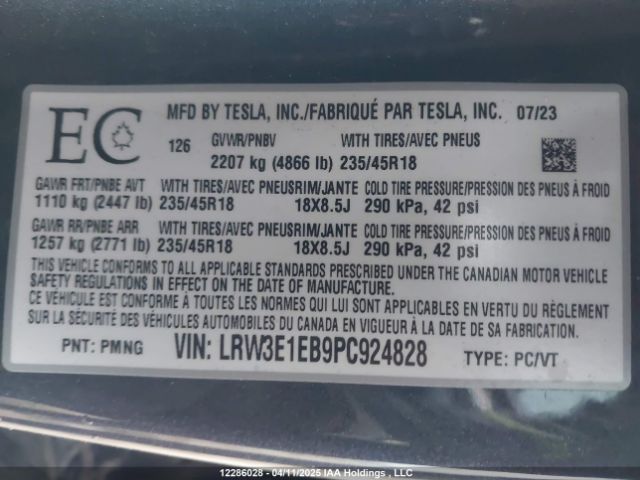 EC
MFD BY TESLA, INC./FABRIQUÉ PAR TESLA, INC. 07/23
126 GVWR/PNBV WITH TIRES/AVEC PNEUS
2207 kg (4866 lb) 235/45R18
GAWR FRT/PNBE AVT WITH TIRES/AVEC PNEUS RIM/JANTE COLD TIRE PRESSURE/PRESSION DES PNEUS À FROID
1110 kg (2447 lb) 235/45R18 18X8.5J 290 kPa, 42 psi
GAWR RR/PNBE ARR WITH TIRES/AVEC PNEUS RIM/JANTE COLD TIRE PRESSURE/PRESSION DES PNEUS À FROID
1257 kg (2771 lb) 235/45R18 18X8.5J 290 kPa, 42 psi
THIS VEHICLE CONFORMS TO ALL APPLICABLE STANDARDS PRESCRIBED UNDER THE CANADIAN MOTOR VEHICLE
SAFETY REGULATIONS IN EFFECT ON THE DATE OF MANUFACTURE.
CE VÉHICULE EST CONFORME À TOUTES LES NORMES QUI LUI SONT APPLICABLES EN VERTU DU RÈGLEMENT
SUR LA SÉCURITÉ DES VÉHICULES AUTOMOBILES DU CANADA EN VIGUEUR À LA DATE DE SA FABRICATION.
PNT: PMNG VIN: LRW3E1EB9PC924828 TYPE: PC/VT
12286028 - 04/11/2025 IAA Holdings , LLC